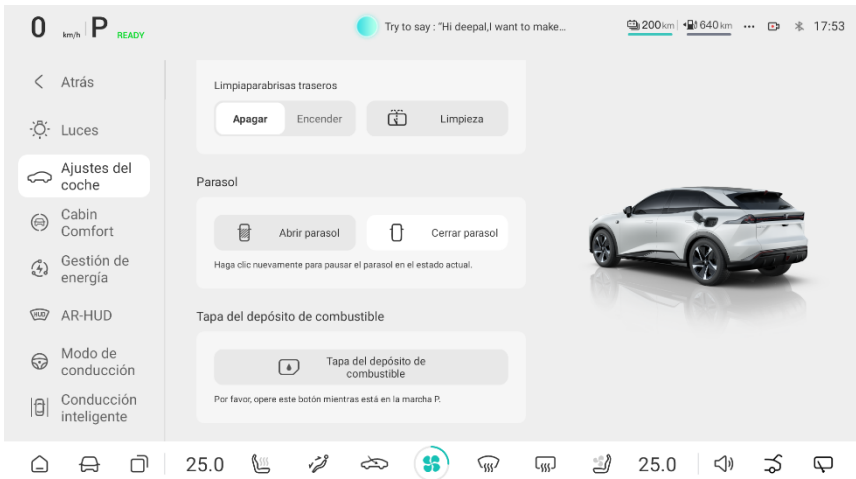 0 km/h P READY
Try to say : "Hi deepal,I want to make...
200km 640km ... 17:53
Atrás
Luces
Ajustes del
coche
Cabin
Comfort
Gestión de
energía
HUD AR-HUD
Modo de
conducción
Conducción
inteligente
Limpiaparabrisas traseros
Apagar Encender Limpieza
Parasol
Abrir parasol Cerrar parasol
Haga clic nuevamente para pausar el parasol en el estado actual.
Tapa del depósito de combustible
Tapa del depósito de
combustible
Por favor, opere este botón mientras está en la marcha P.
25.0 25.0